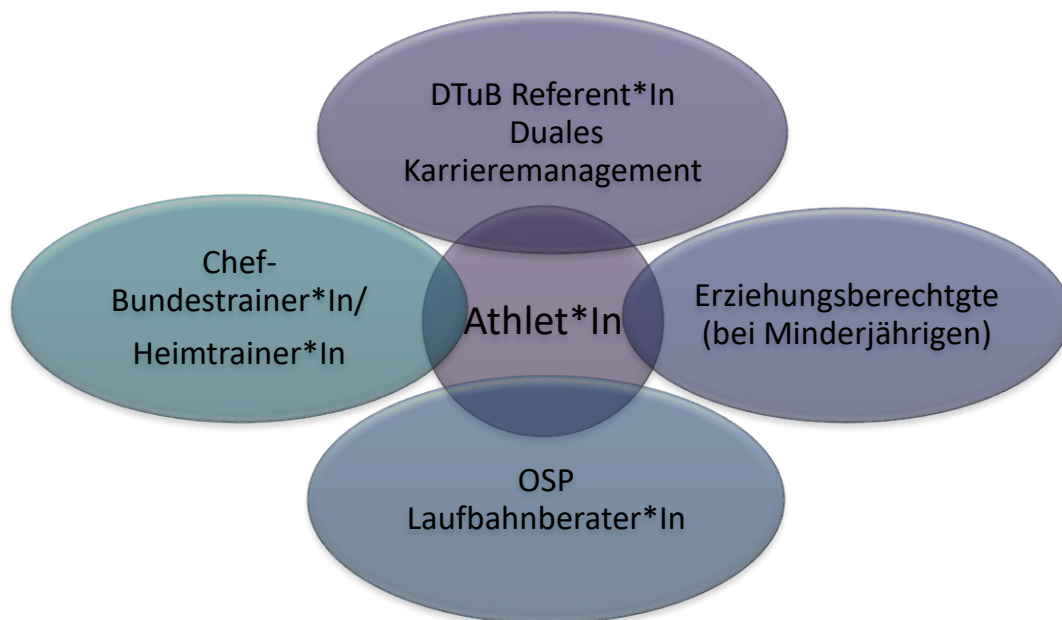 DTuB Referent*In
Duales
Karrieremanagement
Chef-
Bundestrainer*In/
Heimtrainer*In
Athlet*In
Erziehungsberechtgte
(bei Minderjährigen)
OSP
Laufbahnberater*In